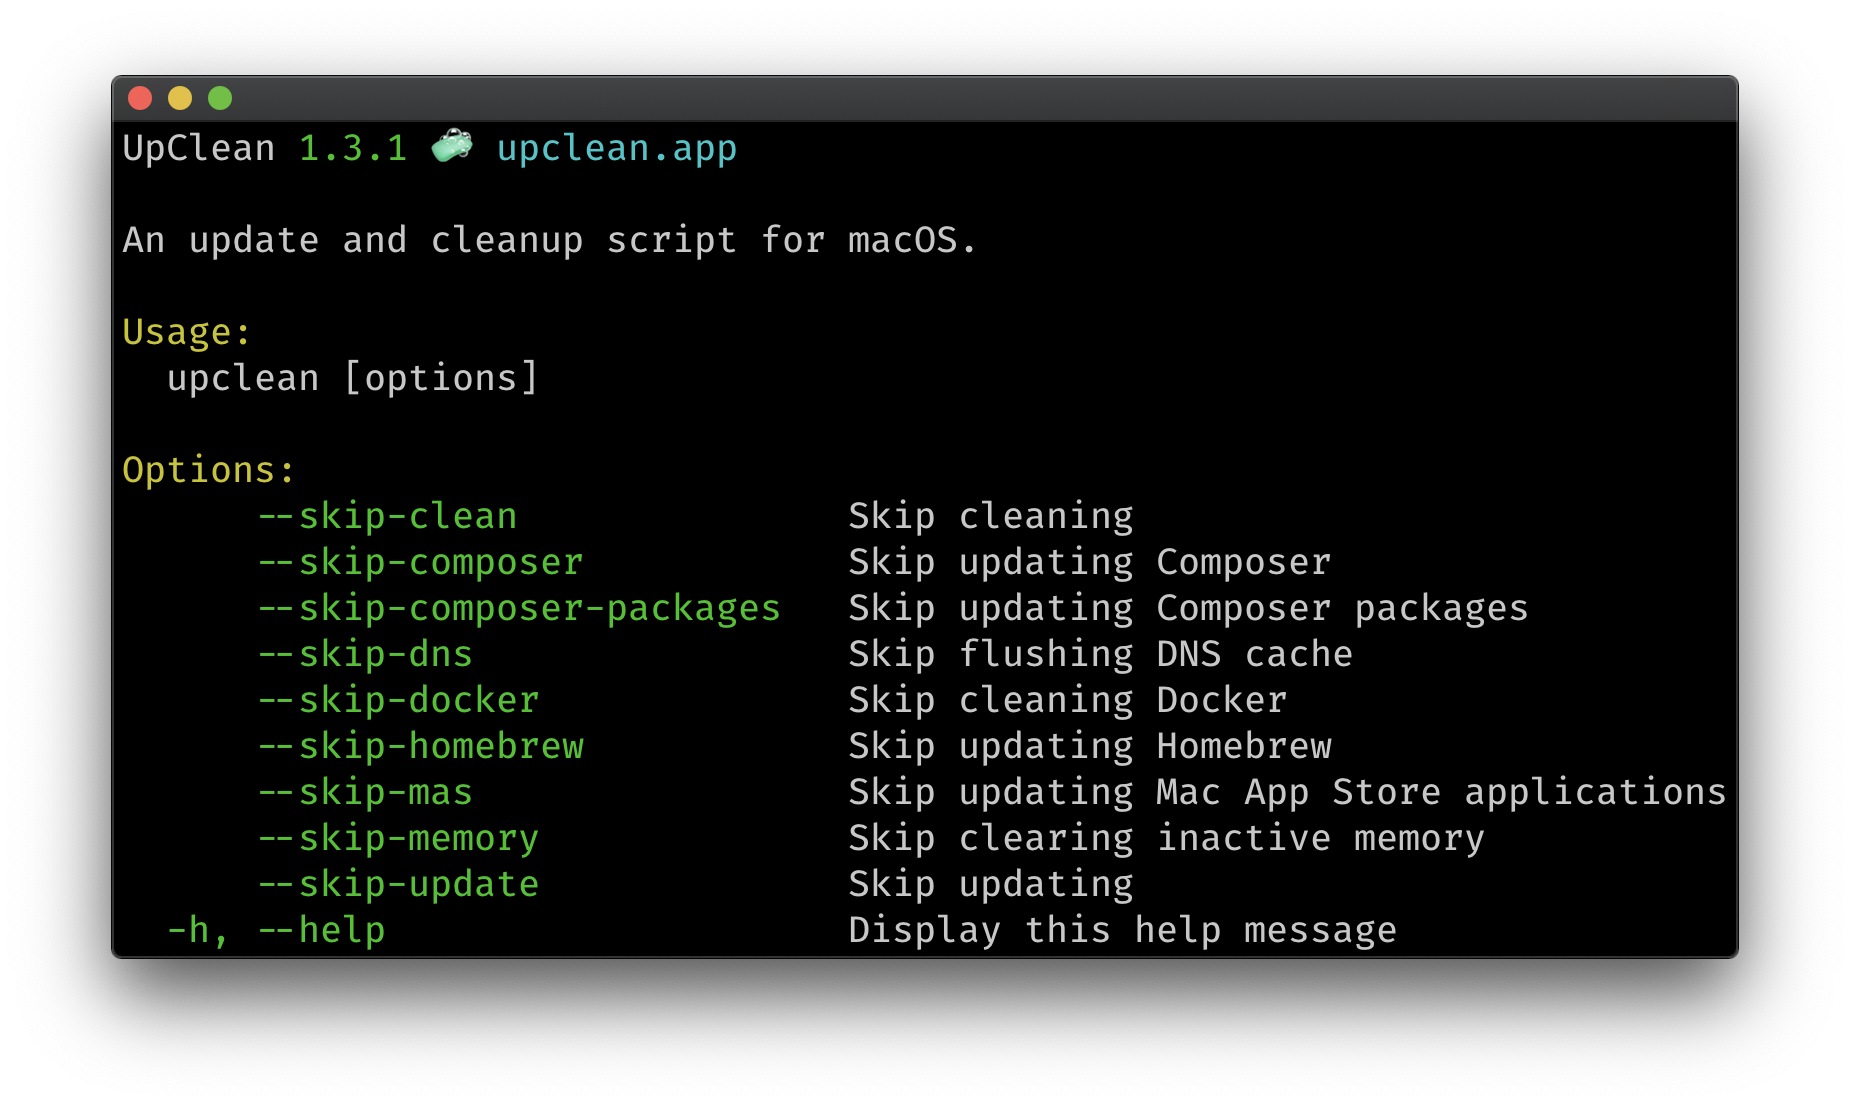 UpClean 1.3.1 🧼 upclean.app
An update and cleanup script for macOS.
Usage:
upclean [options]
Options:
--skip-clean Skip cleaning
--skip-composer Skip updating Composer
--skip-composer-packages Skip updating Composer packages
--skip-dns Skip flushing DNS cache
--skip-docker Skip cleaning Docker
--skip-homebrew Skip updating Homebrew
--skip-mas Skip updating Mac App Store applications
--skip-memory Skip clearing inactive memory
--skip-update Skip updating
-h, --help Display this help message